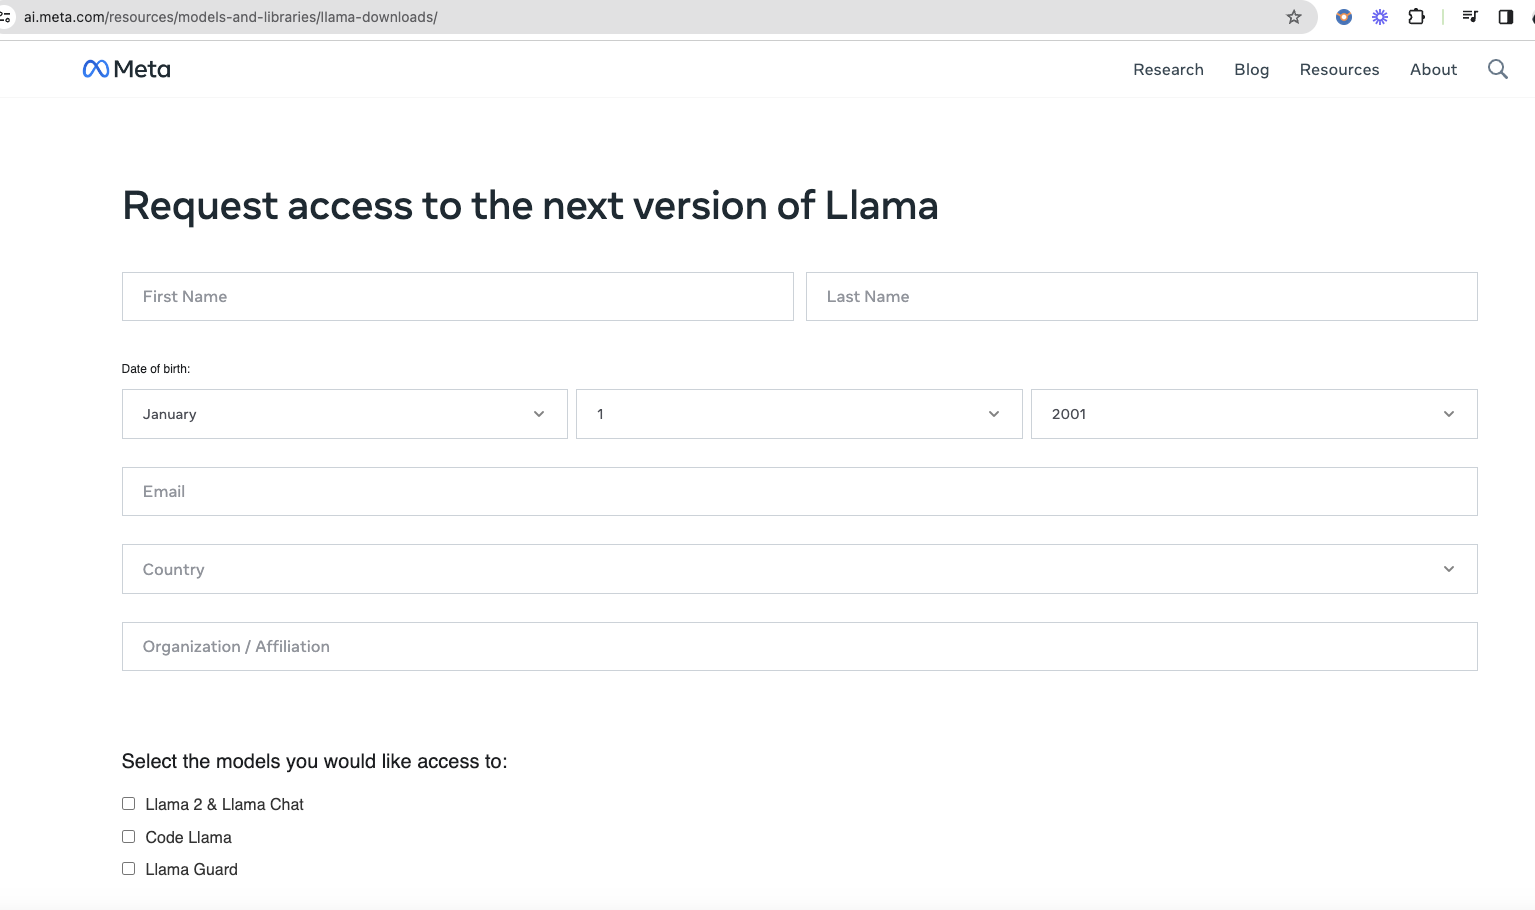 ai.meta.com/resources/models-and-libraries/llama-downloads/
Meta
Research Blog Resources About
Request access to the next version of Llama
First Name Last Name
Date of birth:
January 1 2001
Email
Country
Organization / Affiliation
Select the models you would like access to:
Llama 2 & Llama Chat
Code Llama
Llama Guard